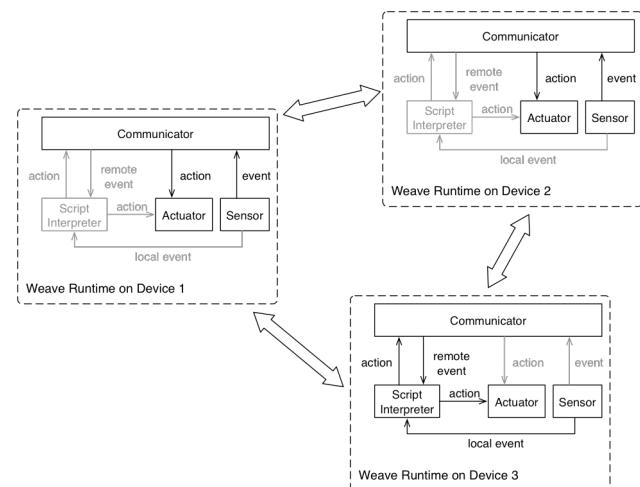 Communicator
action
remote
event
action
event
Script
Interpreter
action
Actuator
Sensor
local event
Weave Runtime on Device 2
Communicator
action
remote
event
action
event
Script
Interpreter
action
Actuator
Sensor
local event
Weave Runtime on Device 1
Communicator
action
remote
event
action
event
Script
Interpreter
action
Actuator
Sensor
local event
Weave Runtime on Device 3